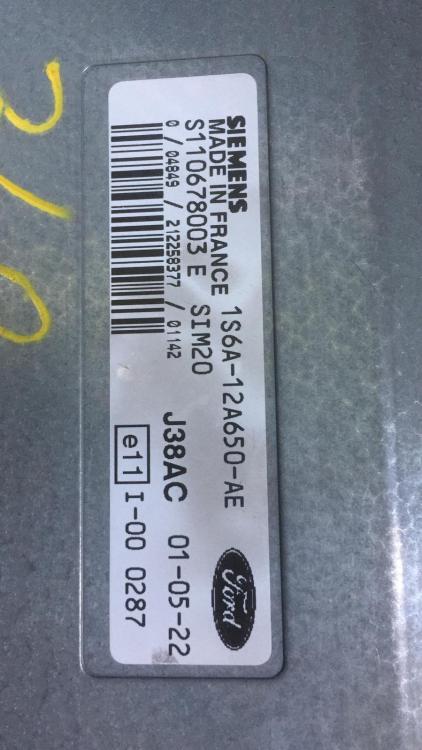 SIEMENS
MADE IN FRANCE 1S6A-12A650-AE
S110678003 E SIM20
0 / 04849 / 212258377 / 01142
J38AC 01-05-22
e11 I-00 0287
Ford